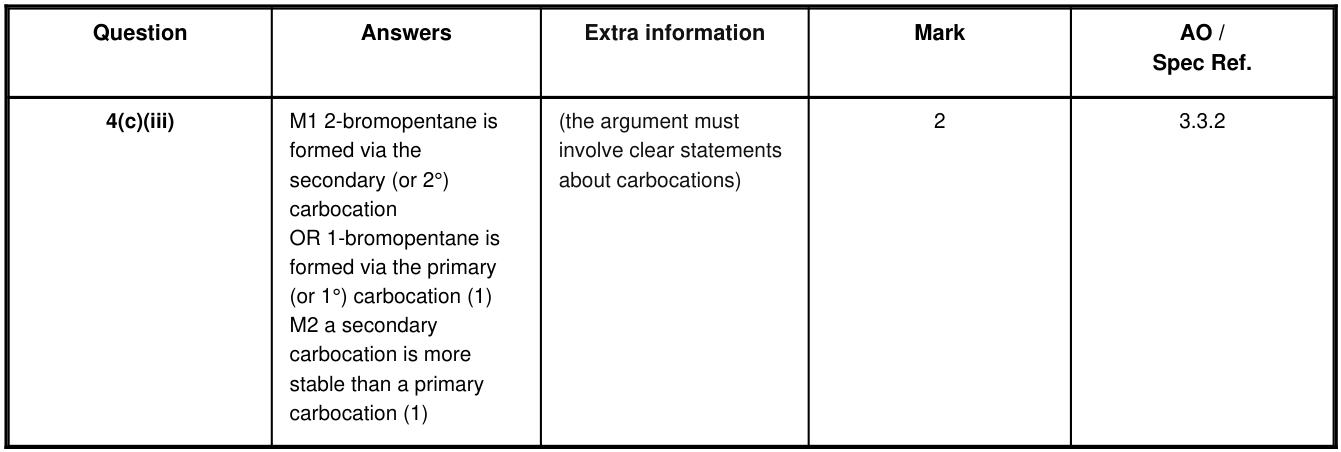 Question
Answers
Extra information
Mark
AO /
Spec Ref.
4(c)(iii)
M1 2-bromopentane is
formed via the
secondary (or 2°)
carbocation
OR 1-bromopentane is
formed via the primary
(or 1°) carbocation (1)
M2 a secondary
carbocation is more
stable than a primary
carbocation (1)
(the argument must
involve clear statements
about carbocations)
2
3.3.2